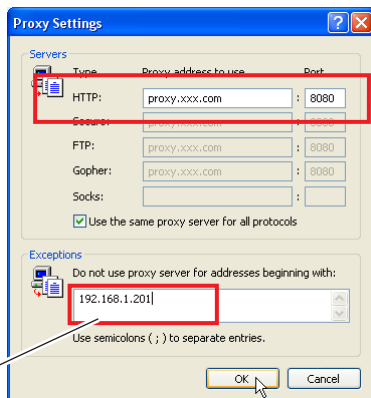 Proxy Settings
Servers
Type Proxy address to use Port
HTTP: proxy.xxx.com : 8080
Secure: proxy.xxx.com : 8080
FTP: proxy.xxx.com : 8080
Gopher: proxy.xxx.com : 8080
Socks: :
Use the same proxy server for all protocols
Exceptions
Do not use proxy server for addresses beginning with:
192.168.1.201
Use semicolons ( ; ) to separate entries.
OK Cancel